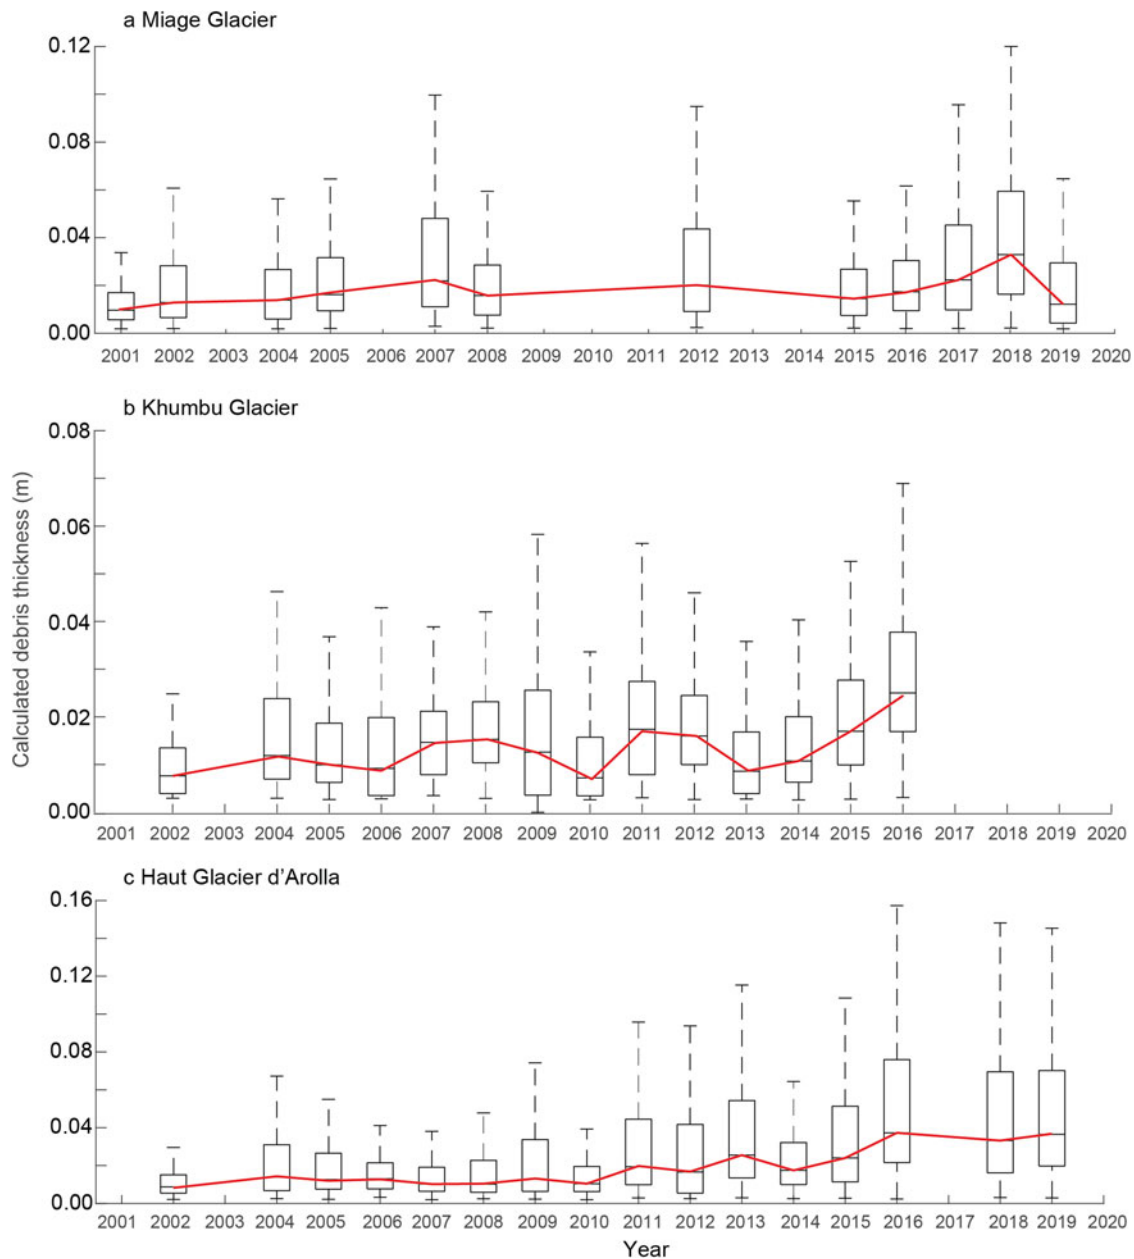 a Miage Glacier
0.12
0.08
0.04
0.00
2001 2002 2003 2004 2005 2006 2007 2008 2009 2010 2011 2012 2013 2014 2015 2016 2017 2018 2019 2020
b Khumbu Glacier
0.08
0.06
0.04
0.02
0.00
2001 2002 2003 2004 2005 2006 2007 2008 2009 2010 2011 2012 2013 2014 2015 2016 2017 2018 2019 2020
Calculated debris thickness (m)
c Haut Glacier d'Arolla
0.16
0.12
0.08
0.04
0.00
2001 2002 2003 2004 2005 2006 2007 2008 2009 2010 2011 2012 2013 2014 2015 2016 2017 2018 2019 2020
Year